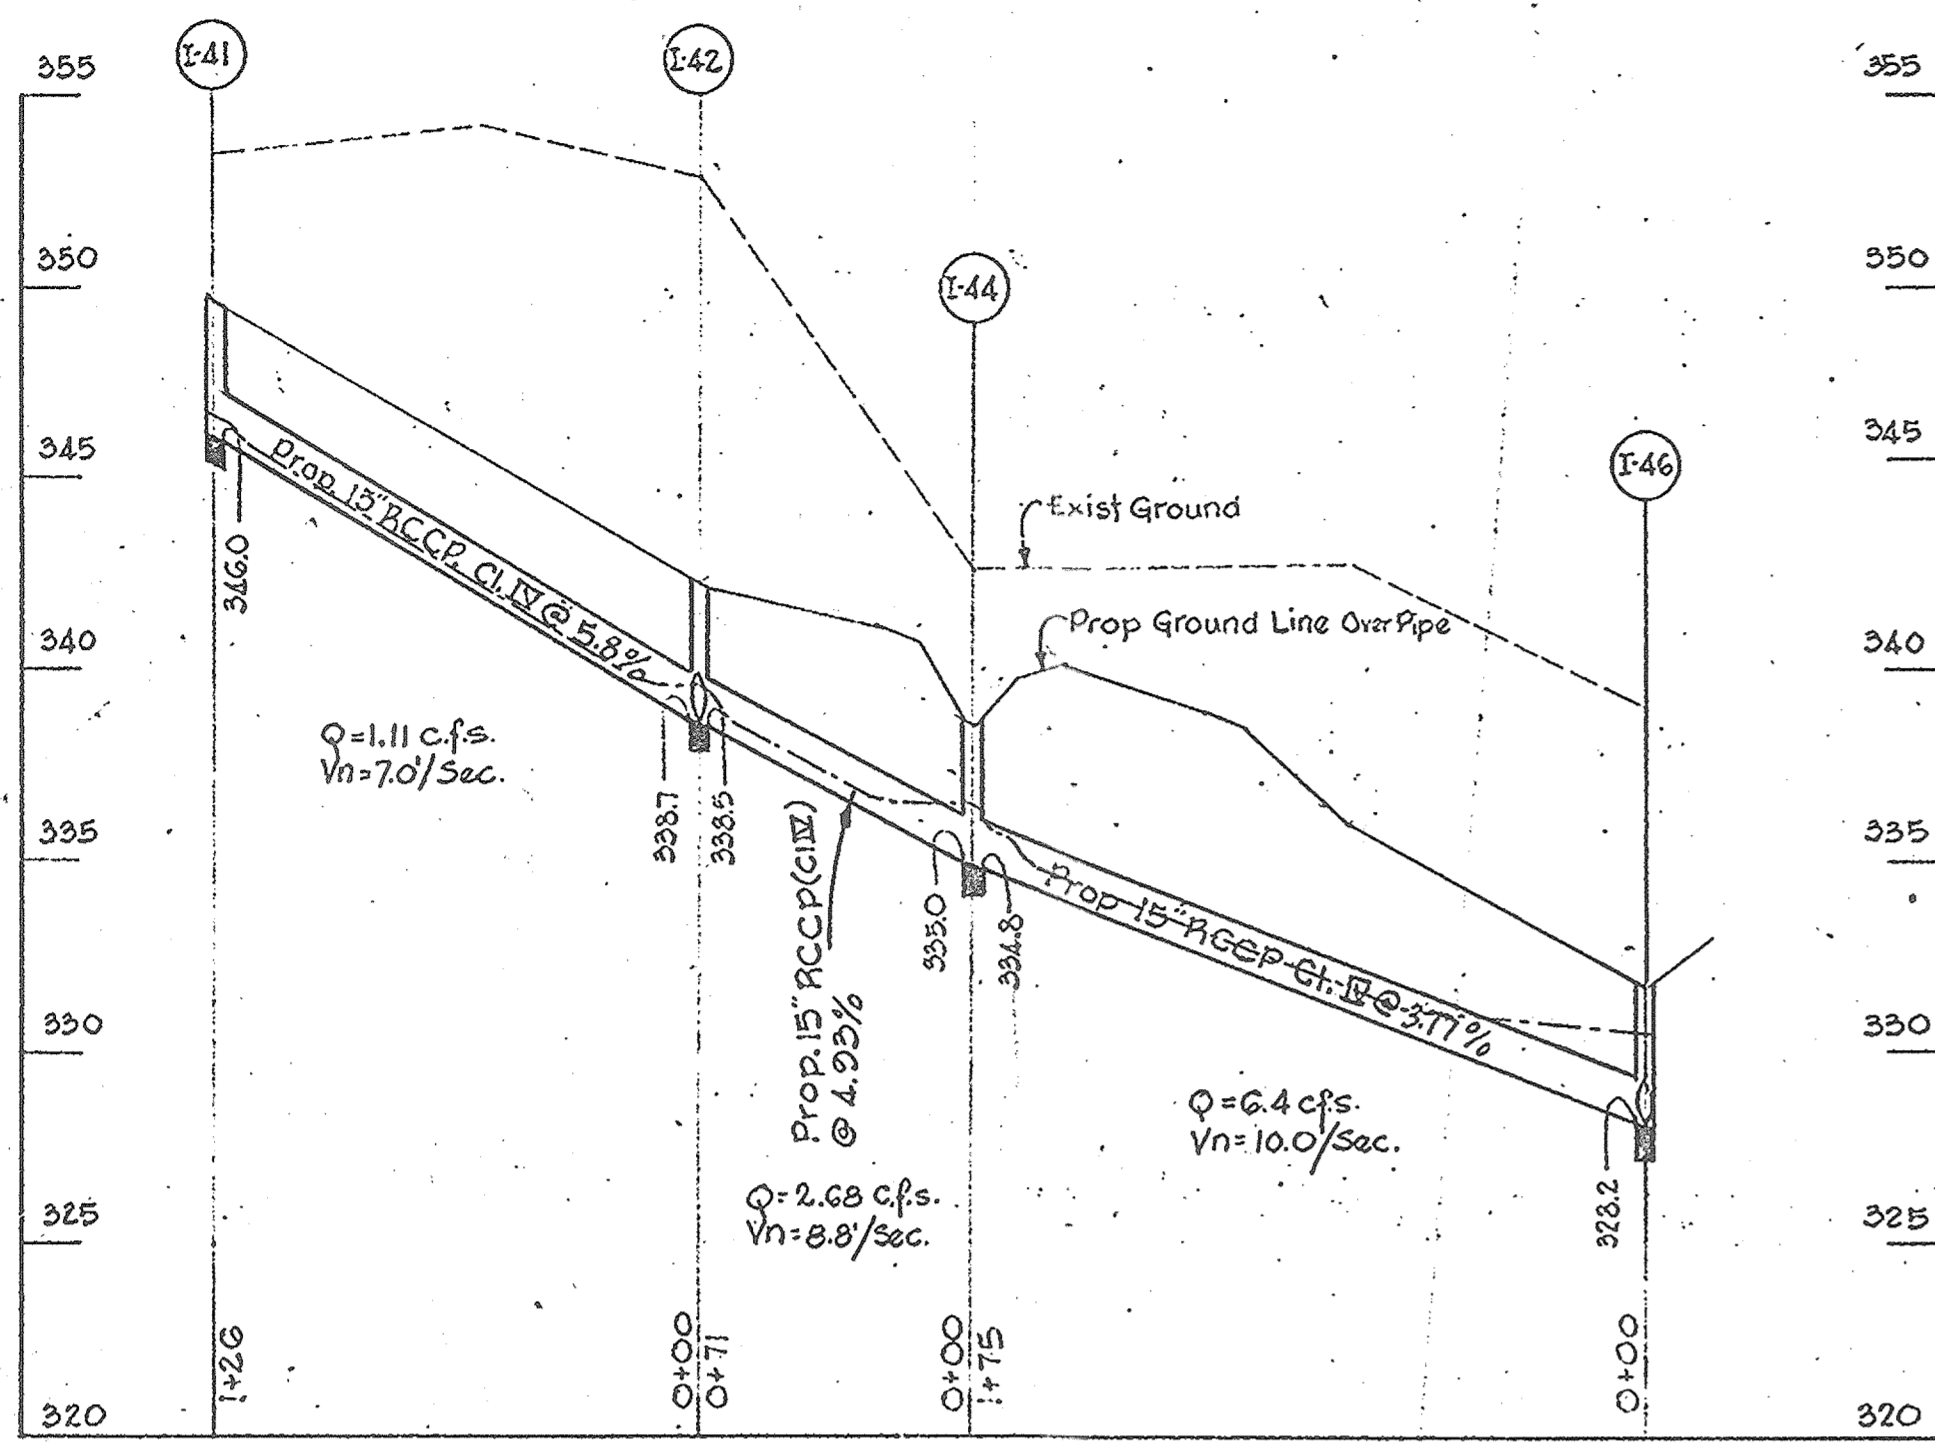 I-41
I-42
I-44
I-46
355
350
345
340
335
330
325
320
355
350
345
340
335
330
325
320
Exist Ground
Prop Ground Line Over Pipe
Prop. 15" RCCP. Cl. IV @ 5.8%
346.0
Q=1.11 c.f.s.
Vn=7.0'/Sec.
338.7
338.5
Prop. 15" RCCP (Cl IV)
@ 4.93%
335.0
334.8
Prop 15" RCCP Cl. IV @ 3.77%
Q=2.68 C.f.s.
Vn=8.8'/Sec.
Q=6.4 cf.s.
Vn=10.0'/Sec.
328.2
1+26
0+00
0+71
0+00
1+75
0+00